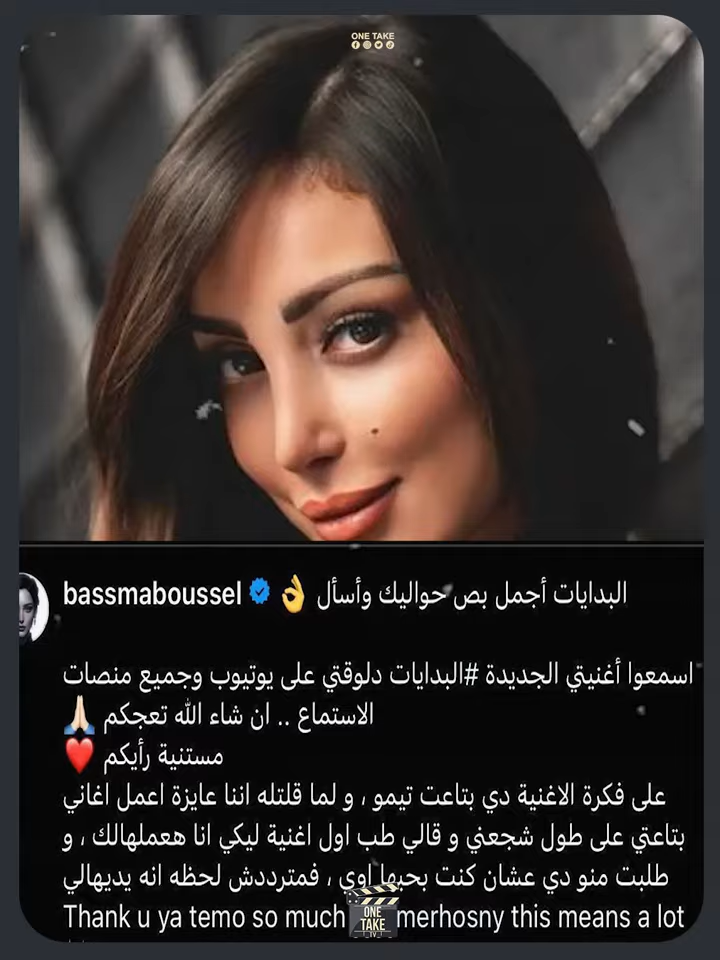 ONE TAKE
bassmaboussel 👌 البدايات أجمل بص حواليك وأسأل
اسمعوا أغنيتي الجديدة #البدايات دلوقتي على يوتيوب وجميع منصات
الاستماع .. ان شاء الله تعجكم 🙏🏻
مستنية رأيكم ❤️
على فكرة الاغنية دي بتاعت تيمو ، و لما قلتله اننا عايزة اعمل اغاني
بتاعتي على طول شجعني و قالي طب اول اغنية ليكي انا هعملهالك ، و
طلبت منو دي عشان كنت بحبها اوي ، فمترددش لحظه انه يديهالي
Thank u ya temo so much merhosny this means a lot
ONE
TAKE
TV